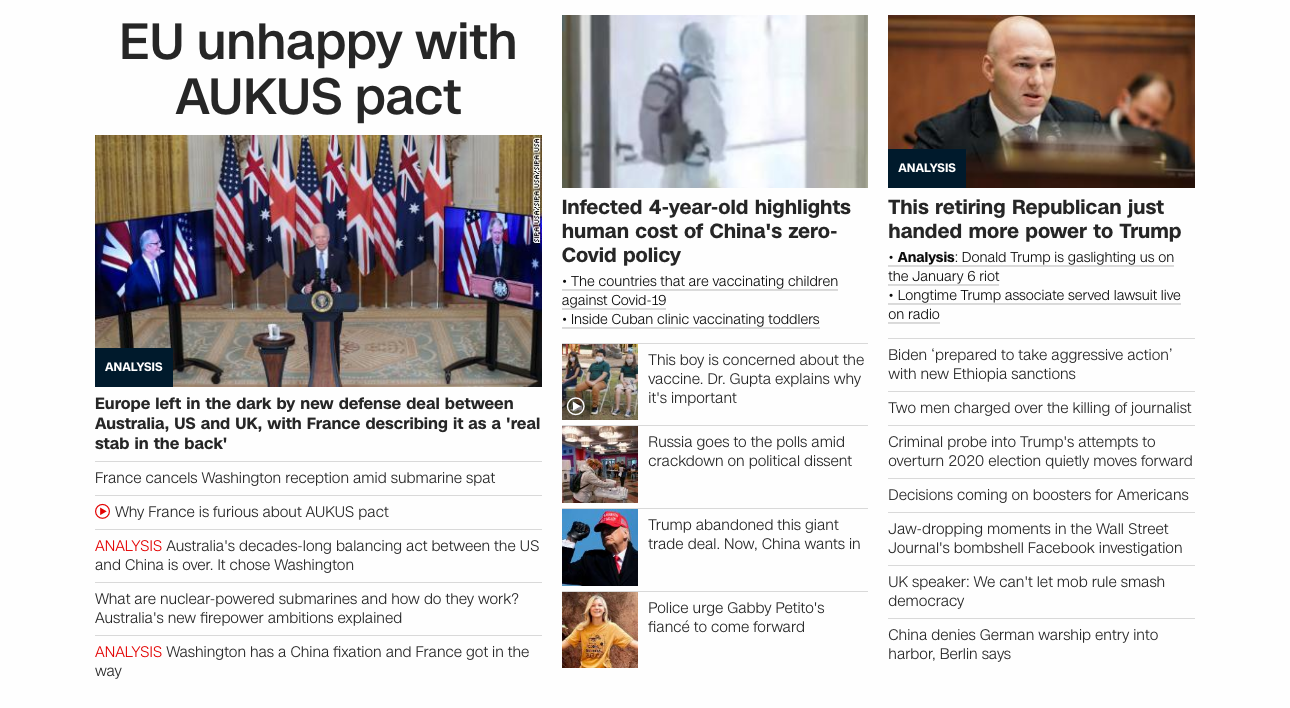 EU unhappy with
AUKUS pact
SIPA USA/SIPA USA/SIPA USA
ANALYSIS
Europe left in the dark by new defense deal between
Australia, US and UK, with France describing it as a 'real
stab in the back'
France cancels Washington reception amid submarine spat
Why France is furious about AUKUS pact
ANALYSIS Australia's decades-long balancing act between the US
and China is over. It chose Washington
What are nuclear-powered submarines and how do they work?
Australia's new firepower ambitions explained
ANALYSIS Washington has a China fixation and France got in the
way
Infected 4-year-old highlights
human cost of China's zero-
Covid policy
• The countries that are vaccinating children
against Covid-19
• Inside Cuban clinic vaccinating toddlers
This boy is concerned about the
vaccine. Dr. Gupta explains why
it's important
Russia goes to the polls amid
crackdown on political dissent
Trump abandoned this giant
trade deal. Now, China wants in
Police urge Gabby Petito's
fiancé to come forward
ANALYSIS
This retiring Republican just
handed more power to Trump
• Analysis: Donald Trump is gaslighting us on
the January 6 riot
• Longtime Trump associate served lawsuit live
on radio
Biden ‘prepared to take aggressive action’
with new Ethiopia sanctions
Two men charged over the killing of journalist
Criminal probe into Trump's attempts to
overturn 2020 election quietly moves forward
Decisions coming on boosters for Americans
Jaw-dropping moments in the Wall Street
Journal's bombshell Facebook investigation
UK speaker: We can't let mob rule smash
democracy
China denies German warship entry into
harbor, Berlin says